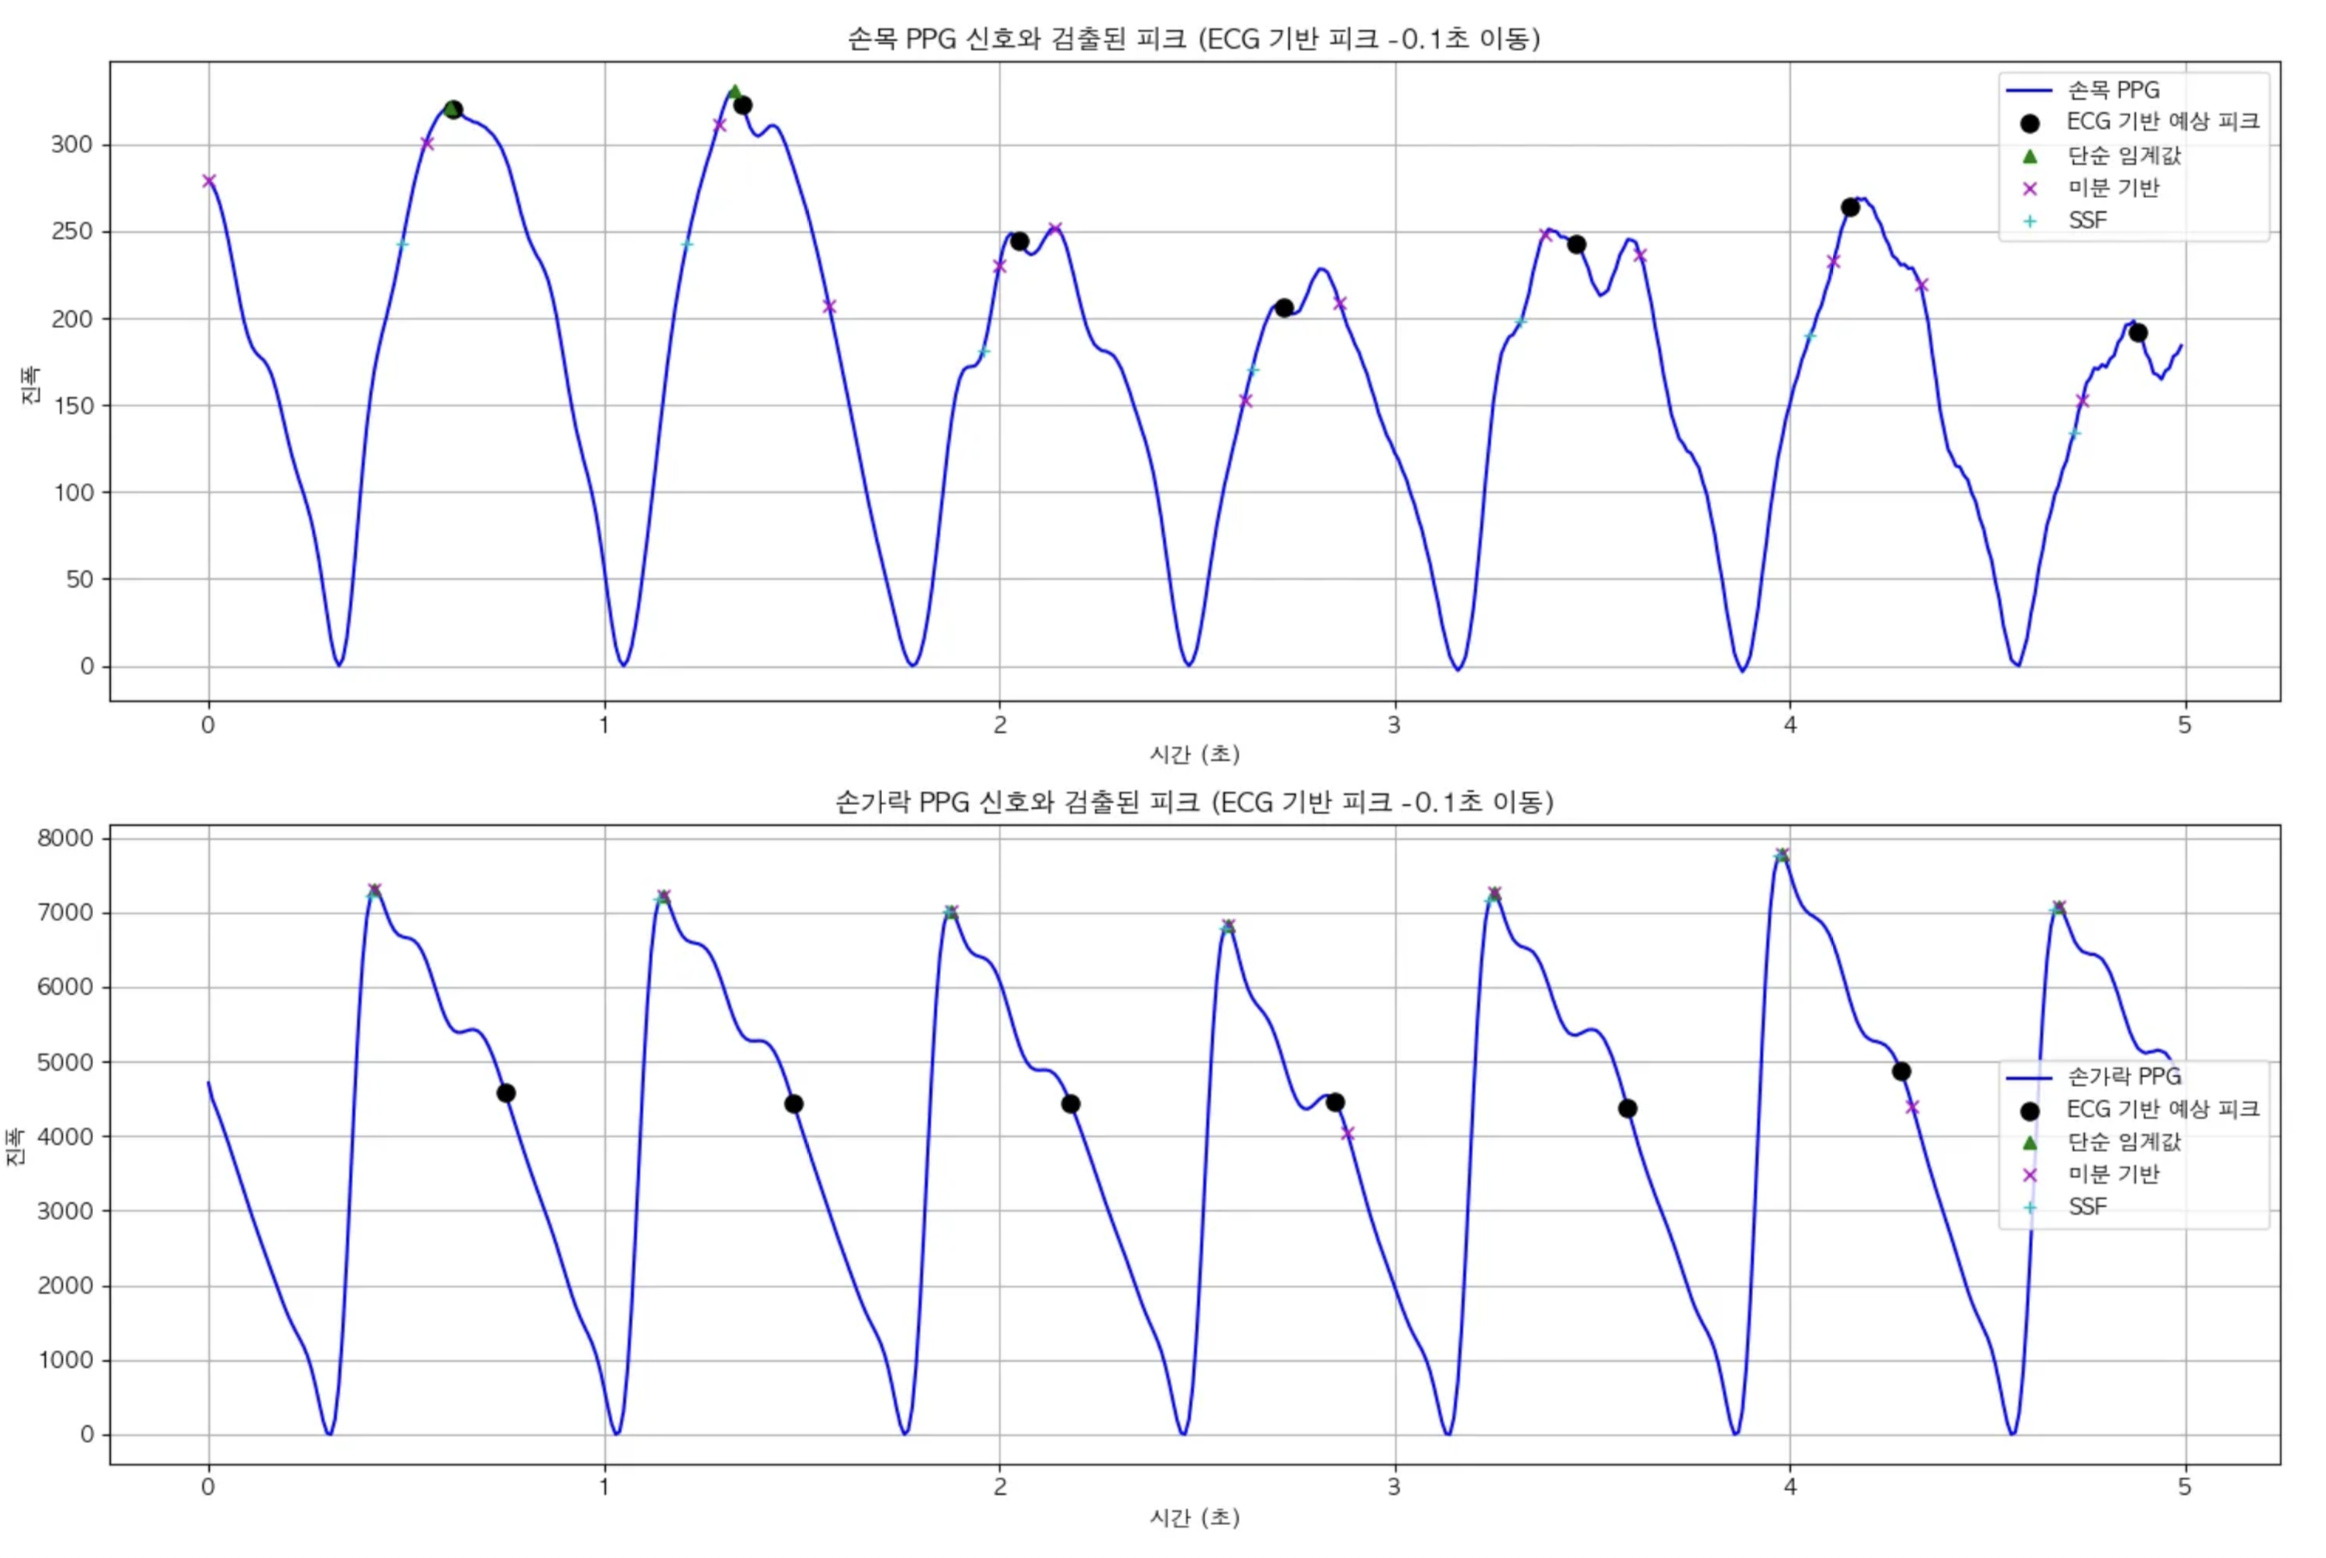 손목 PPG 신호와 검출된 피크 (ECG 기반 피크 -0.1초 이동)
손목 PPG
ECG 기반 예상 피크
단순 임계값
미분 기반
SSF
진폭
300
250
200
150
100
50
0
0 1 2 3 4 5
시간 (초)
손가락 PPG 신호와 검출된 피크 (ECG 기반 피크 -0.1초 이동)
진폭
8000
7000
6000
5000
4000
3000
2000
1000
0
손가락 PPG
ECG 기반 예상 피크
단순 임계값
미분 기반
SSF
0 1 2 3 4 5
시간 (초)